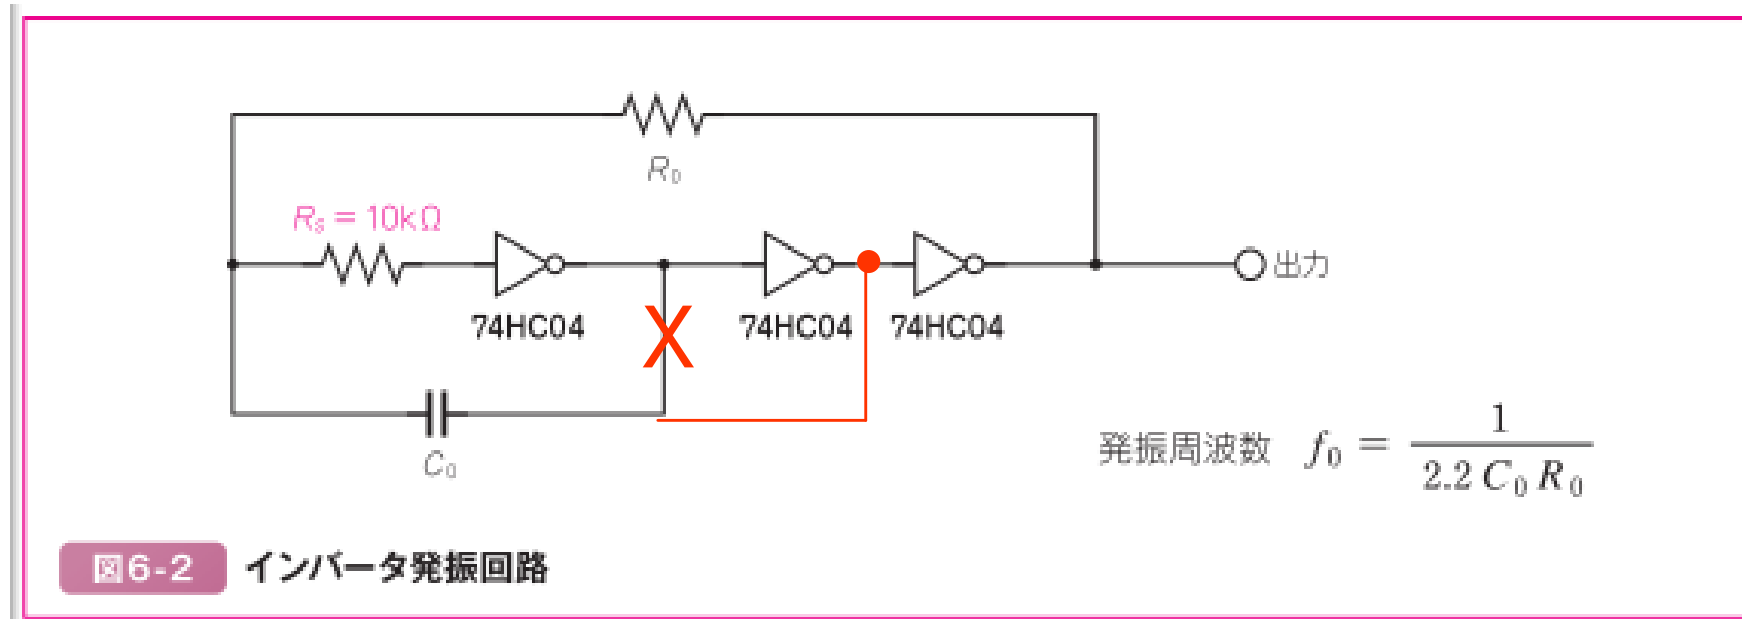 R₀
Rₛ = 10kΩ
出力
74HC04
X
74HC04
74HC04
C₀
発振周波数 f₀ = 1 / 2.2 C₀ R₀
図6-2 インバータ発振回路